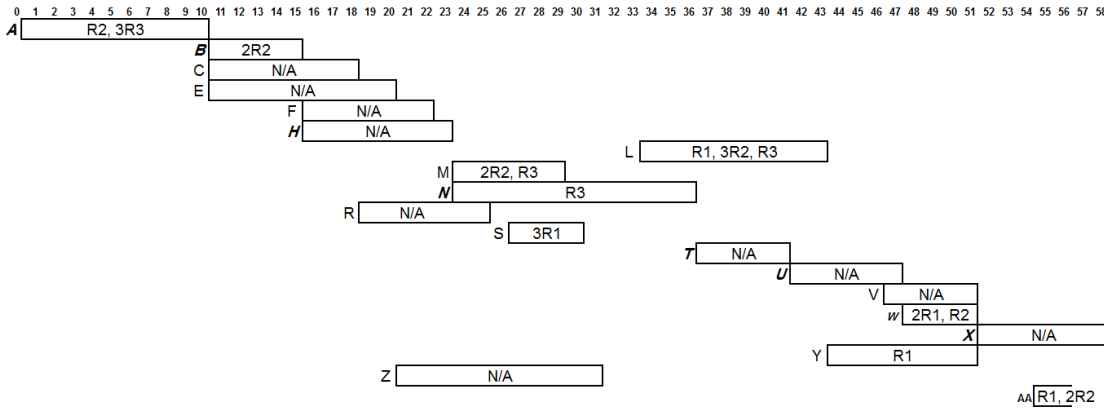 0 1 2 3 4 5 6 7 8 9 10 11 12 13 14 15 16 17 18 19 20 21 22 23 24 25 26 27 28 29 30 31 32 33 34 35 36 37 38 39 40 41 42 43 44 45 46 47 48 49 50 51 52 53 54 55 56 57 58
A R2, 3R3
B 2R2
C N/A
E N/A
F N/A
H N/A
L R1, 3R2, R3
M 2R2, R3
N R3
R N/A
S 3R1
T N/A
U N/A
V N/A
W 2R1, R2
X N/A
Y R1
Z N/A
AA R1, 2R2